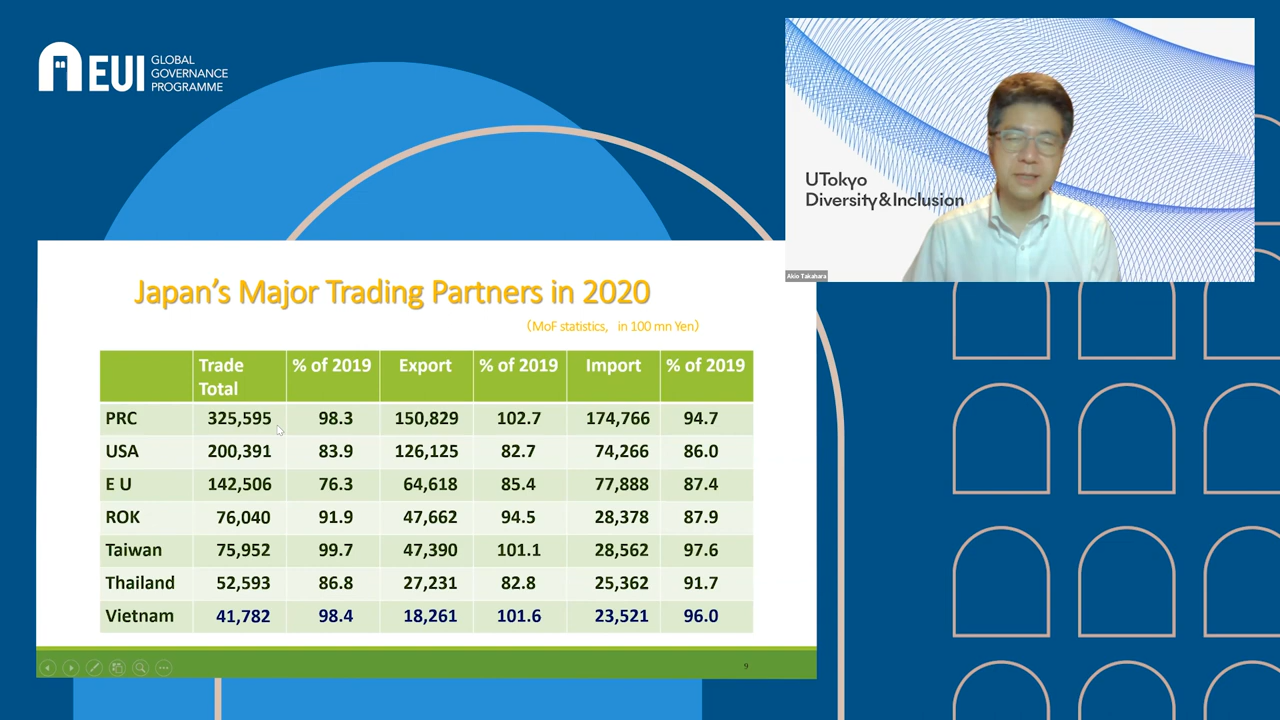 EUI GLOBAL
GOVERNANCE
PROGRAMME
UTokyo
Diversity&Inclusion
Akio Takahara
Japan's Major Trading Partners in 2020
(MoF statistics, in 100 mn Yen)
Trade Total % of 2019 Export % of 2019 Import % of 2019
PRC 325,595 98.3 150,829 102.7 174,766 94.7
USA 200,391 83.9 126,125 82.7 74,266 86.0
E U 142,506 76.3 64,618 85.4 77,888 87.4
ROK 76,040 91.9 47,662 94.5 28,378 87.9
Taiwan 75,952 99.7 47,390 101.1 28,562 97.6
Thailand 52,593 86.8 27,231 82.8 25,362 91.7
Vietnam 41,782 98.4 18,261 101.6 23,521 96.0
9